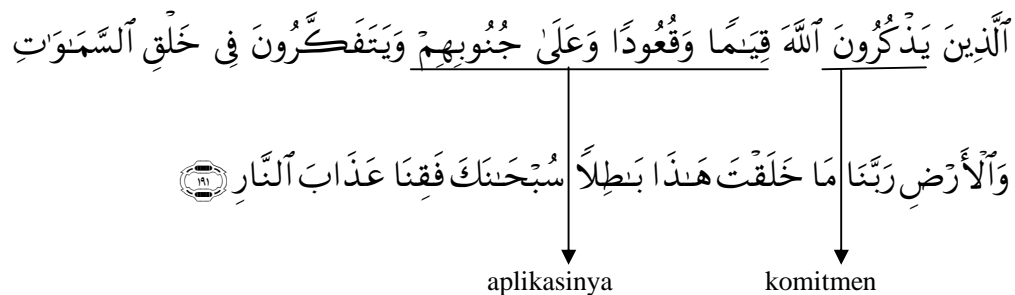 ٱلَّذِينَ يَذْكُرُونَ ٱللَّهَ قِيَـٰمًا وَقُعُودًا وَعَلَىٰ جُنُوبِهِمْ وَيَتَفَكَّرُونَ فِى خَلْقِ ٱلسَّمَـٰوَٰتِ
وَٱلْأَرْضِ رَبَّنَا مَا خَلَقْتَ هَـٰذَا بَـٰطِلًا سُبْحَـٰنَكَ فَقِنَا عَذَابَ ٱلنَّارِ ١٩١
aplikasinya komitmen